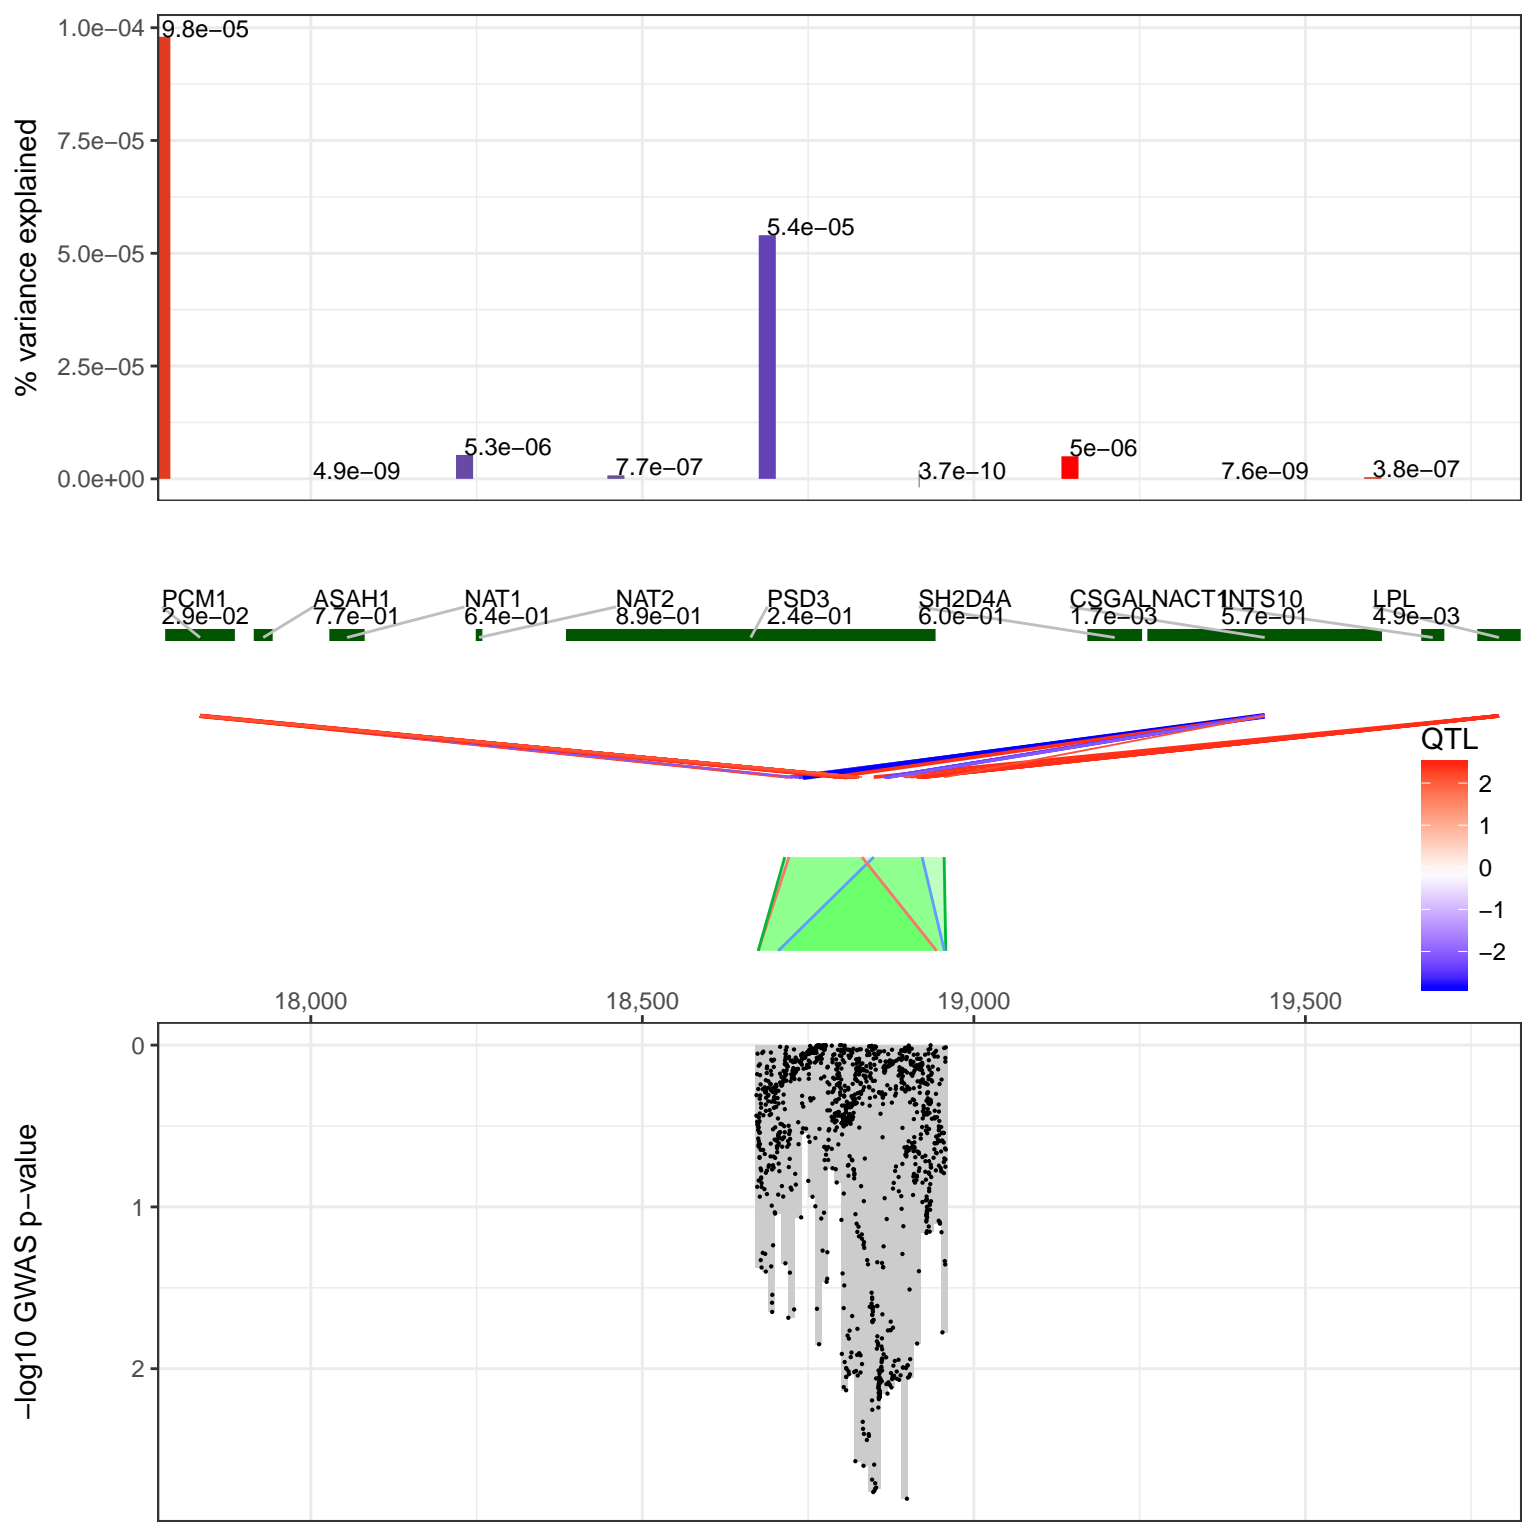 1.0e−04
7.5e−05
5.0e−05
2.5e−05
0.0e+00
% variance explained
9.8e−05
4.9e−09
5.3e−06
7.7e−07
5.4e−05
3.7e−10
5e−06
7.6e−09
3.8e−07
PCM1 ASAH1 NAT1 NAT2 PSD3 SH2D4A CSGALNACT1 INTS10 LPL
2.9e−02 7.7e−01 6.4e−01 8.9e−01 2.4e−01 6.0e−01 1.7e−03 5.7e−01 4.9e−03
QTL
2
1
0
−1
−2
18,000 18,500 19,000 19,500
0
1
2
−log10 GWAS p−value